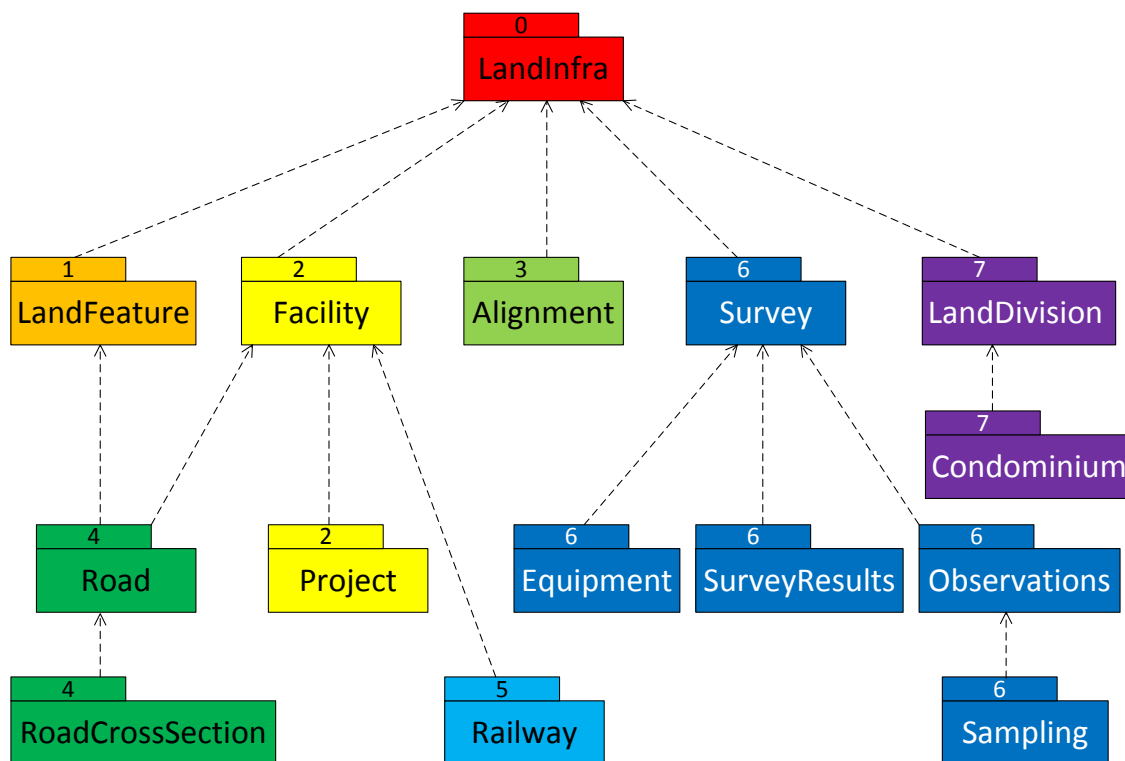 0
LandInfra
1
LandFeature
2
Facility
3
Alignment
6
Survey
7
LandDivision
7
Condominium
4
Road
2
Project
6
Equipment
6
SurveyResults
6
Observations
4
RoadCrossSection
5
Railway
6
Sampling